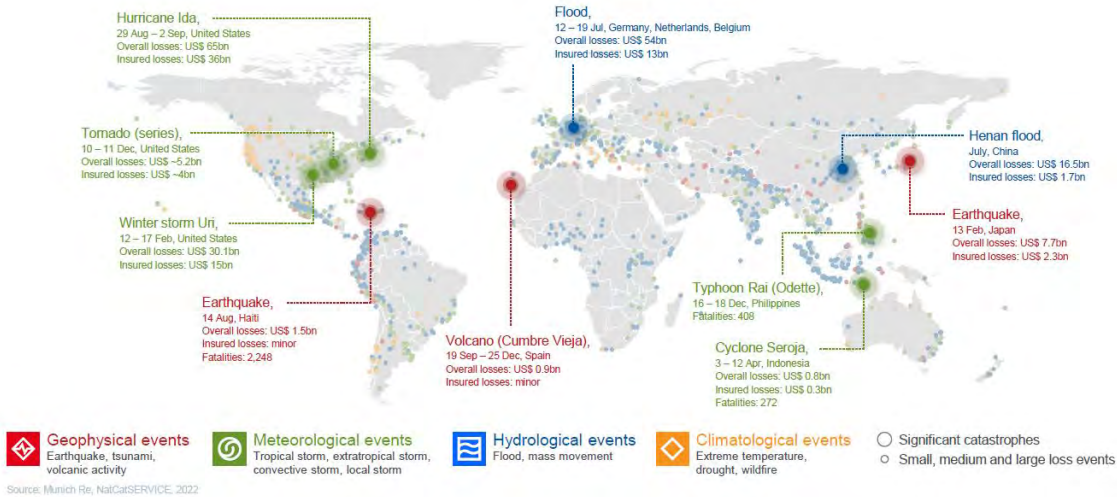 Hurricane Ida,
29 Aug – 2 Sep, United States
Overall losses: US$ 65bn
Insured losses: US$ 36bn
Flood,
12 – 19 Jul, Germany, Netherlands, Belgium
Overall losses: US$ 54bn
Insured losses: US$ 13bn
Tornado (series),
10 – 11 Dec, United States
Overall losses: US$ ~5.2bn
Insured losses: US$ ~4bn
Henan flood,
July, China
Overall losses: US$ 16.5bn
Insured losses: US$ 1.7bn
Winter storm Uri,
12 – 17 Feb, United States
Overall losses: US$ 30.1bn
Insured losses: US$ 15bn
Earthquake,
13 Feb, Japan
Overall losses: US$ 7.7bn
Insured losses: US$ 2.3bn
Earthquake,
14 Aug, Haiti
Overall losses: US$ 1.5bn
Insured losses: minor
Fatalities: 2,248
Volcano (Cumbre Vieja),
19 Sep – 25 Dec, Spain
Overall losses: US$ 0.9bn
Insured losses: minor
Typhoon Rai (Odette),
16 – 18 Dec, Philippines
Fatalities: 408
Cyclone Seroja,
3 – 12 Apr, Indonesia
Overall losses: US$ 0.8bn
Insured losses: US$ 0.3bn
Fatalities: 272
Geophysical events
Earthquake, tsunami,
volcanic activity
Meteorological events
Tropical storm, extratropical storm,
convective storm, local storm
Hydrological events
Flood, mass movement
Climatological events
Extreme temperature,
drought, wildfire
Significant catastrophes
Small, medium and large loss events
Source: Munich Re, NatCatSERVICE, 2022